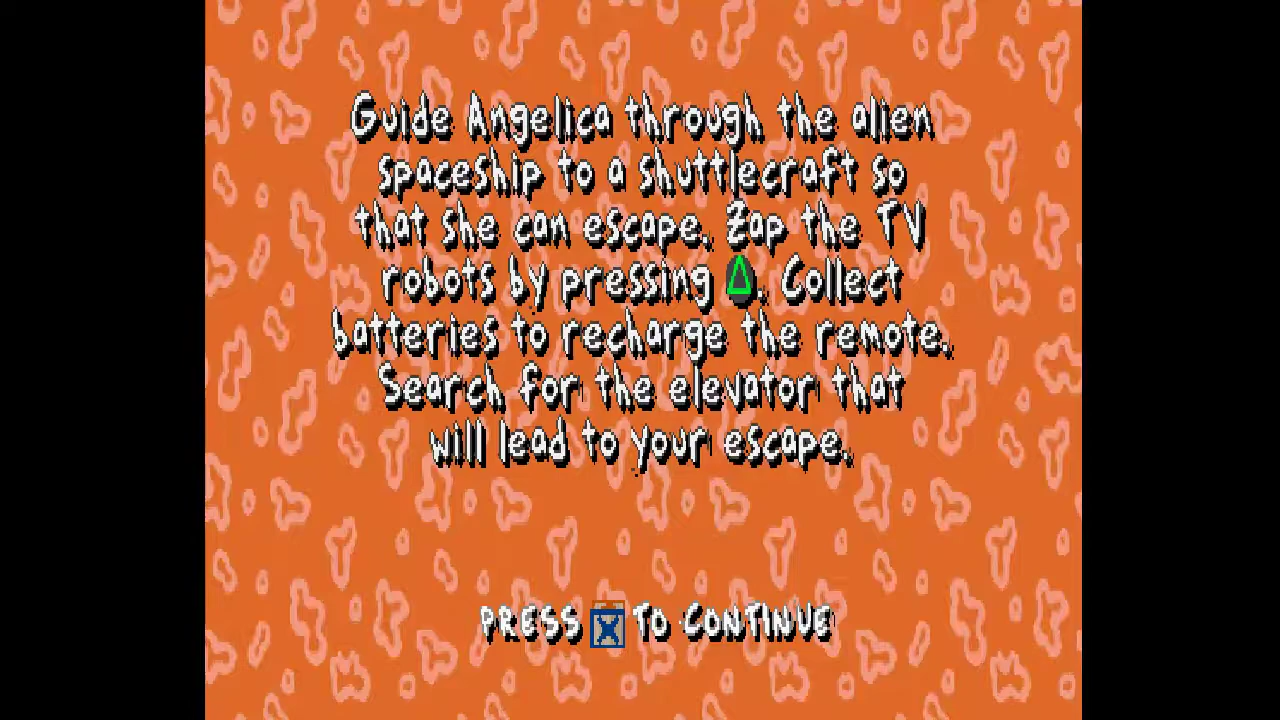 Guide Angelica through the alien
spaceship to a shuttlecraft so
that she can escape. Zap the TV
robots by pressing △. Collect
batteries to recharge the remote.
Search for the elevator that
will lead to your escape.
PRESS X TO CONTINUE